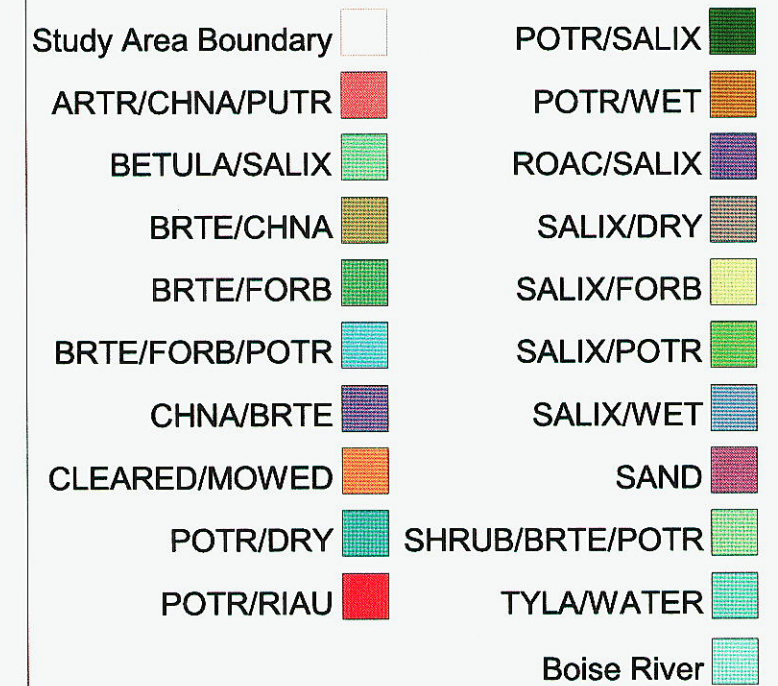 Study Area Boundary
ARTR/CHNA/PUTR
BETULA/SALIX
BRTE/CHNA
BRTE/FORB
BRTE/FORB/POTR
CHNA/BRTE
CLEARED/MOWED
POTR/DRY
POTR/RIAU
POTR/SALIX
POTR/WET
ROAC/SALIX
SALIX/DRY
SALIX/FORB
SALIX/POTR
SALIX/WET
SAND
SHRUB/BRTE/POTR
TYLA/WATER
Boise River